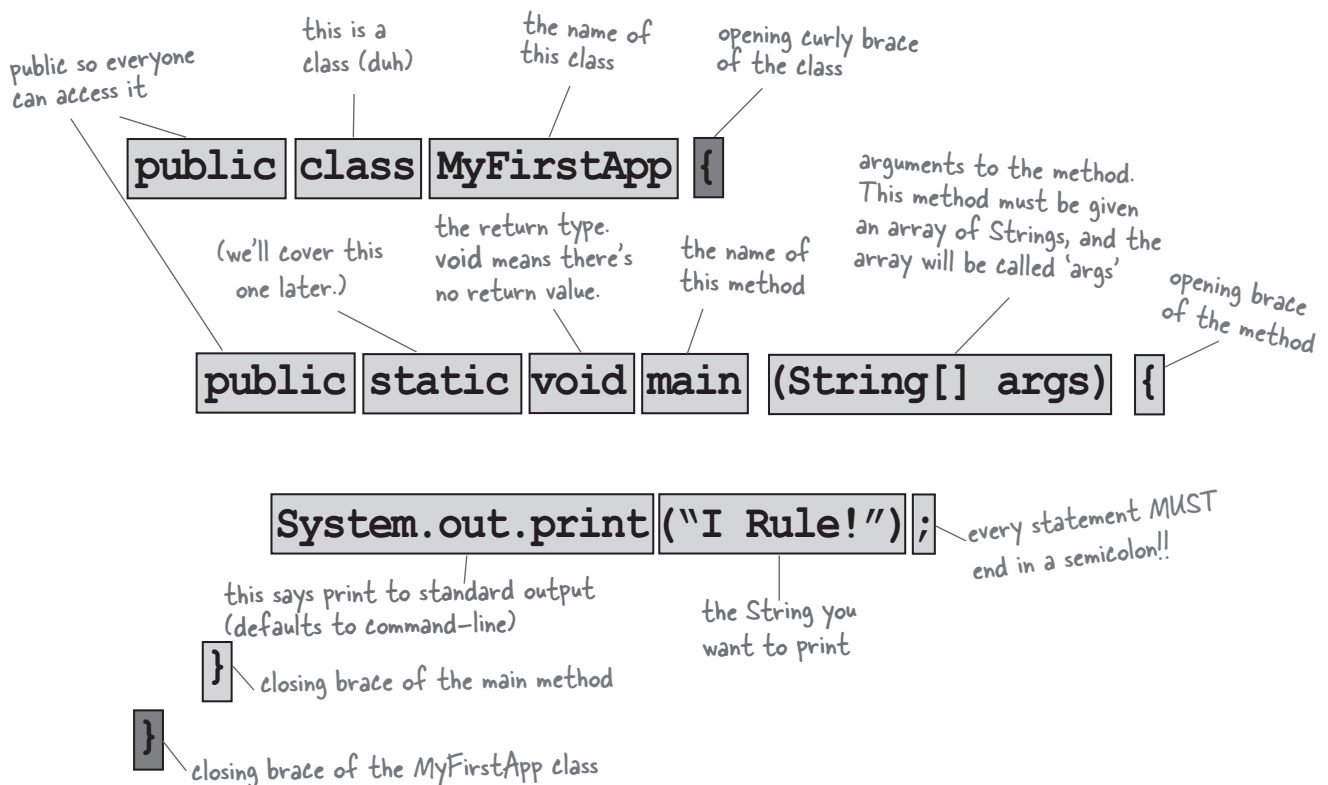 public so everyone
can access it
this is a
class (duh)
the name of
this class
opening curly brace
of the class
public class MyFirstApp {
(we'll cover this
one later.)
the return type.
void means there's
no return value.
the name of
this method
arguments to the method.
This method must be given
an array of Strings, and the
array will be called 'args'
opening brace
of the method
public static void main (String[] args) {
System.out.print (“I Rule!”) ;
every statement MUST
end in a semicolon!!
this says print to standard output
(defaults to command-line)
the String you
want to print
}
closing brace of the main method
}
closing brace of the MyFirstApp class